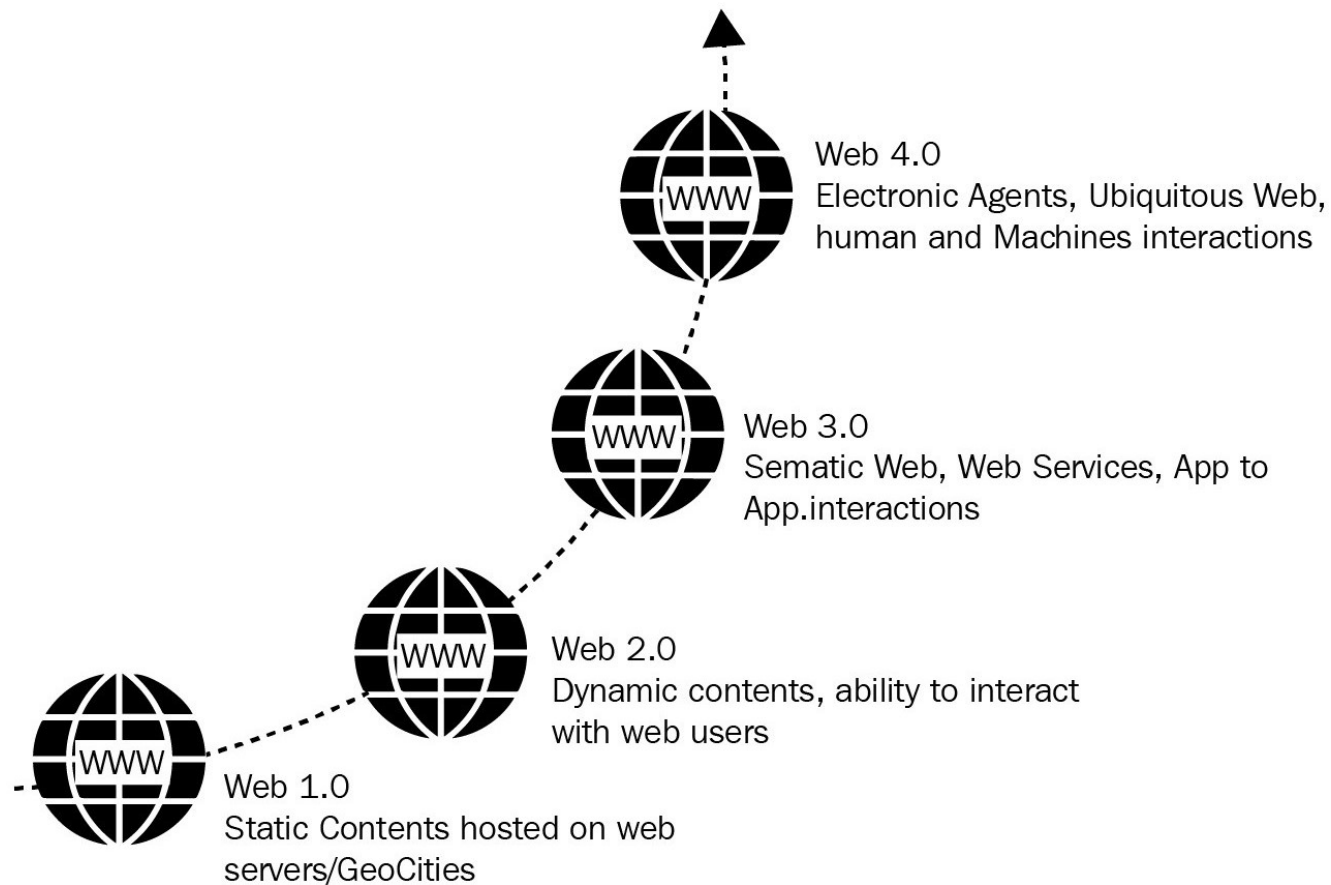 WWW
Web 4.0
Electronic Agents, Ubiquitous Web,
human and Machines interactions
WWW
Web 3.0
Sematic Web, Web Services, App to
App.interactions
WWW
Web 2.0
Dynamic contents, ability to interact
with web users
WWW
Web 1.0
Static Contents hosted on web
servers/GeoCities